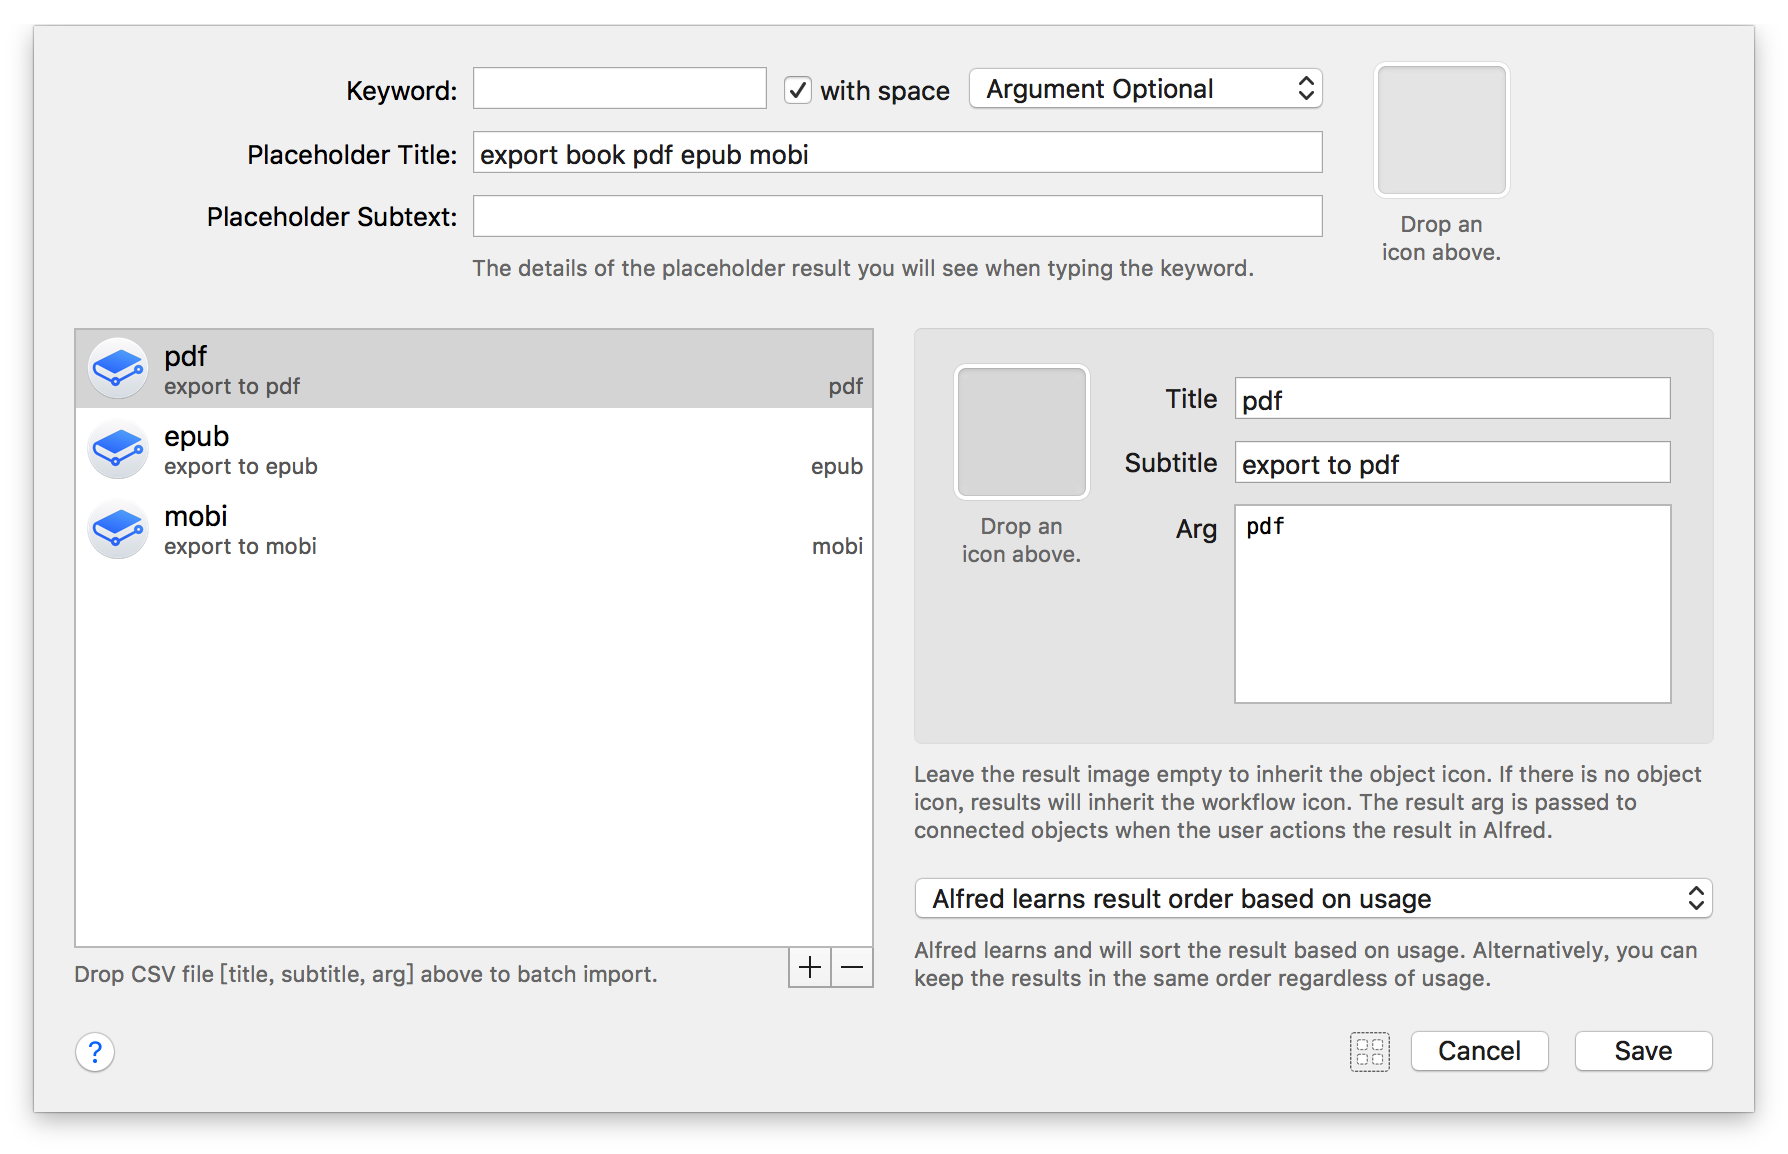 Keyword:
with space
Argument Optional
Placeholder Title:
export book pdf epub mobi
Placeholder Subtext:
The details of the placeholder result you will see when typing the keyword.
Drop an
icon above.
pdf
export to pdf
pdf
epub
export to epub
epub
mobi
export to mobi
mobi
Drop CSV file [title, subtitle, arg] above to batch import.
Drop an
icon above.
Title
pdf
Subtitle
export to pdf
Arg
pdf
Leave the result image empty to inherit the object icon. If there is no object
icon, results will inherit the workflow icon. The result arg is passed to
connected objects when the user actions the result in Alfred.
Alfred learns result order based on usage
Alfred learns and will sort the result based on usage. Alternatively, you can
keep the results in the same order regardless of usage.
?
Cancel
Save